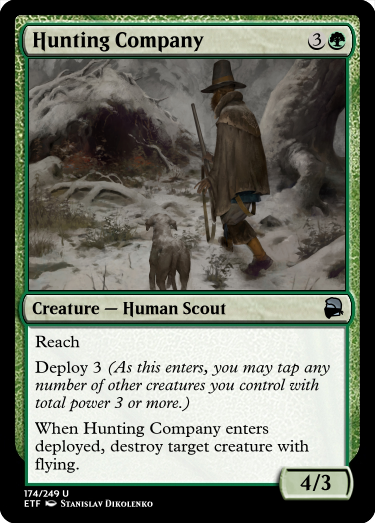 Hunting Company 3
Creature — Human Scout
Reach
Deploy 3 (As this enters, you may tap any
number of other creatures you control with
total power 3 or more.)
When Hunting Company enters
deployed, destroy target creature with
flying.
4/3
174/249 U
ETF Stanislav Dikolenko